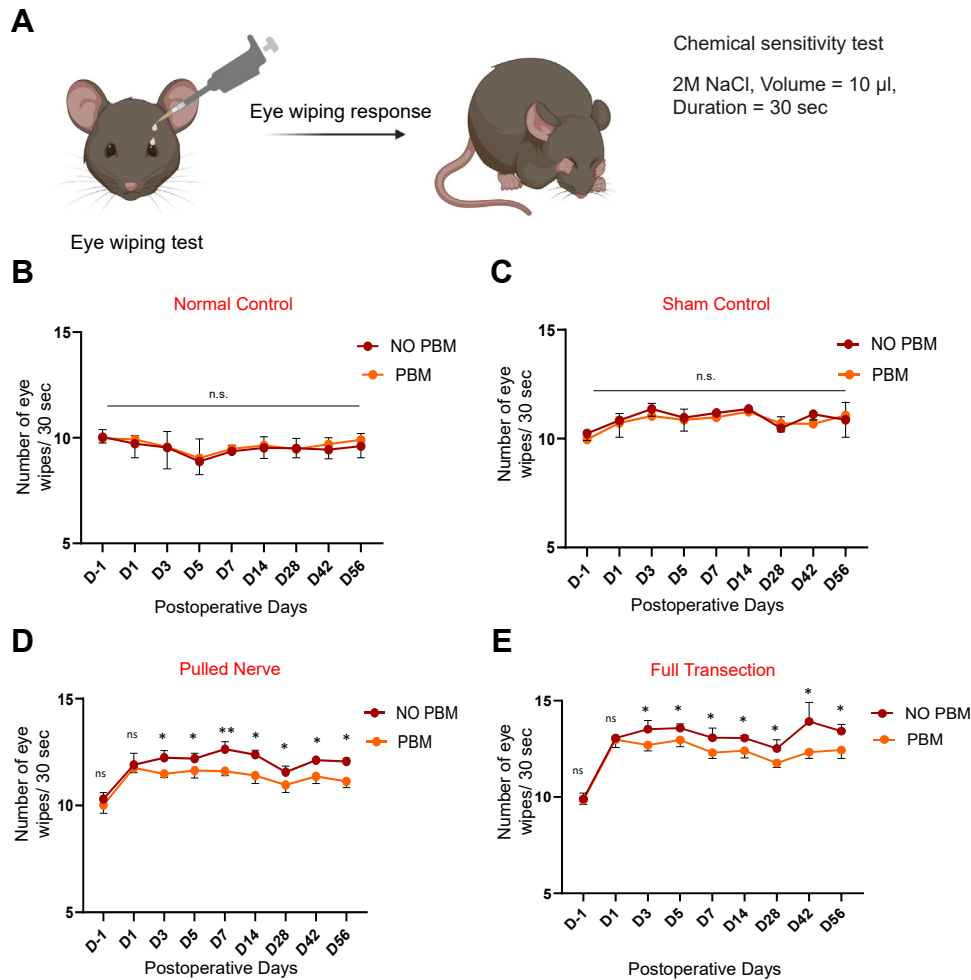 A
Chemical sensitivity test
2M NaCl, Volume = 10 µl,
Duration = 30 sec
Eye wiping response
Eye wiping test
B
Normal Control
15
10
5
Number of eye
wipes/ 30 sec
n.s.
NO PBM
PBM
D-1
D1
D3
D5
D7
D14
D28
D42
D56
Postoperative Days
C
Sham Control
15
10
5
Number of eye
wipes/ 30 sec
n.s.
NO PBM
PBM
D-1
D1
D3
D5
D7
D14
D28
D42
D56
Postoperative Days
D
Pulled Nerve
15
10
5
Number of eye
wipes/ 30 sec
ns
ns
*
*
**
*
*
*
*
NO PBM
PBM
D-1
D1
D3
D5
D7
D14
D28
D42
D56
Postoperative Days
E
Full Transection
15
10
5
Number of eye
wipes/ 30 sec
ns
ns
*
*
*
*
*
*
*
NO PBM
PBM
D-1
D1
D3
D5
D7
D14
D28
D42
D56
Postoperative Days